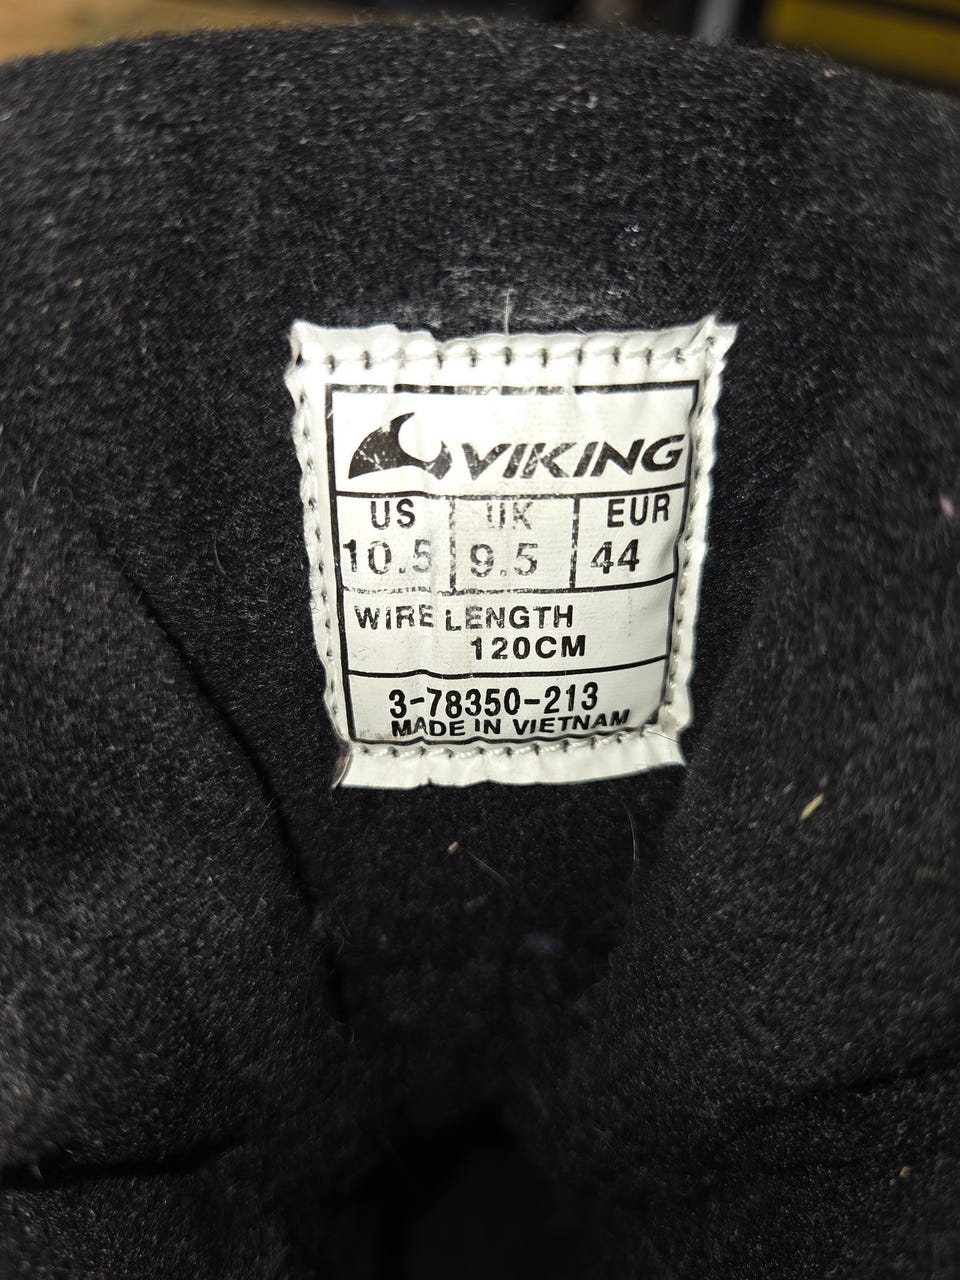 VIKING
US UK EUR
10.5 9.5 44
WIRE LENGTH
120CM
3-78350-213
MADE IN VIETNAM